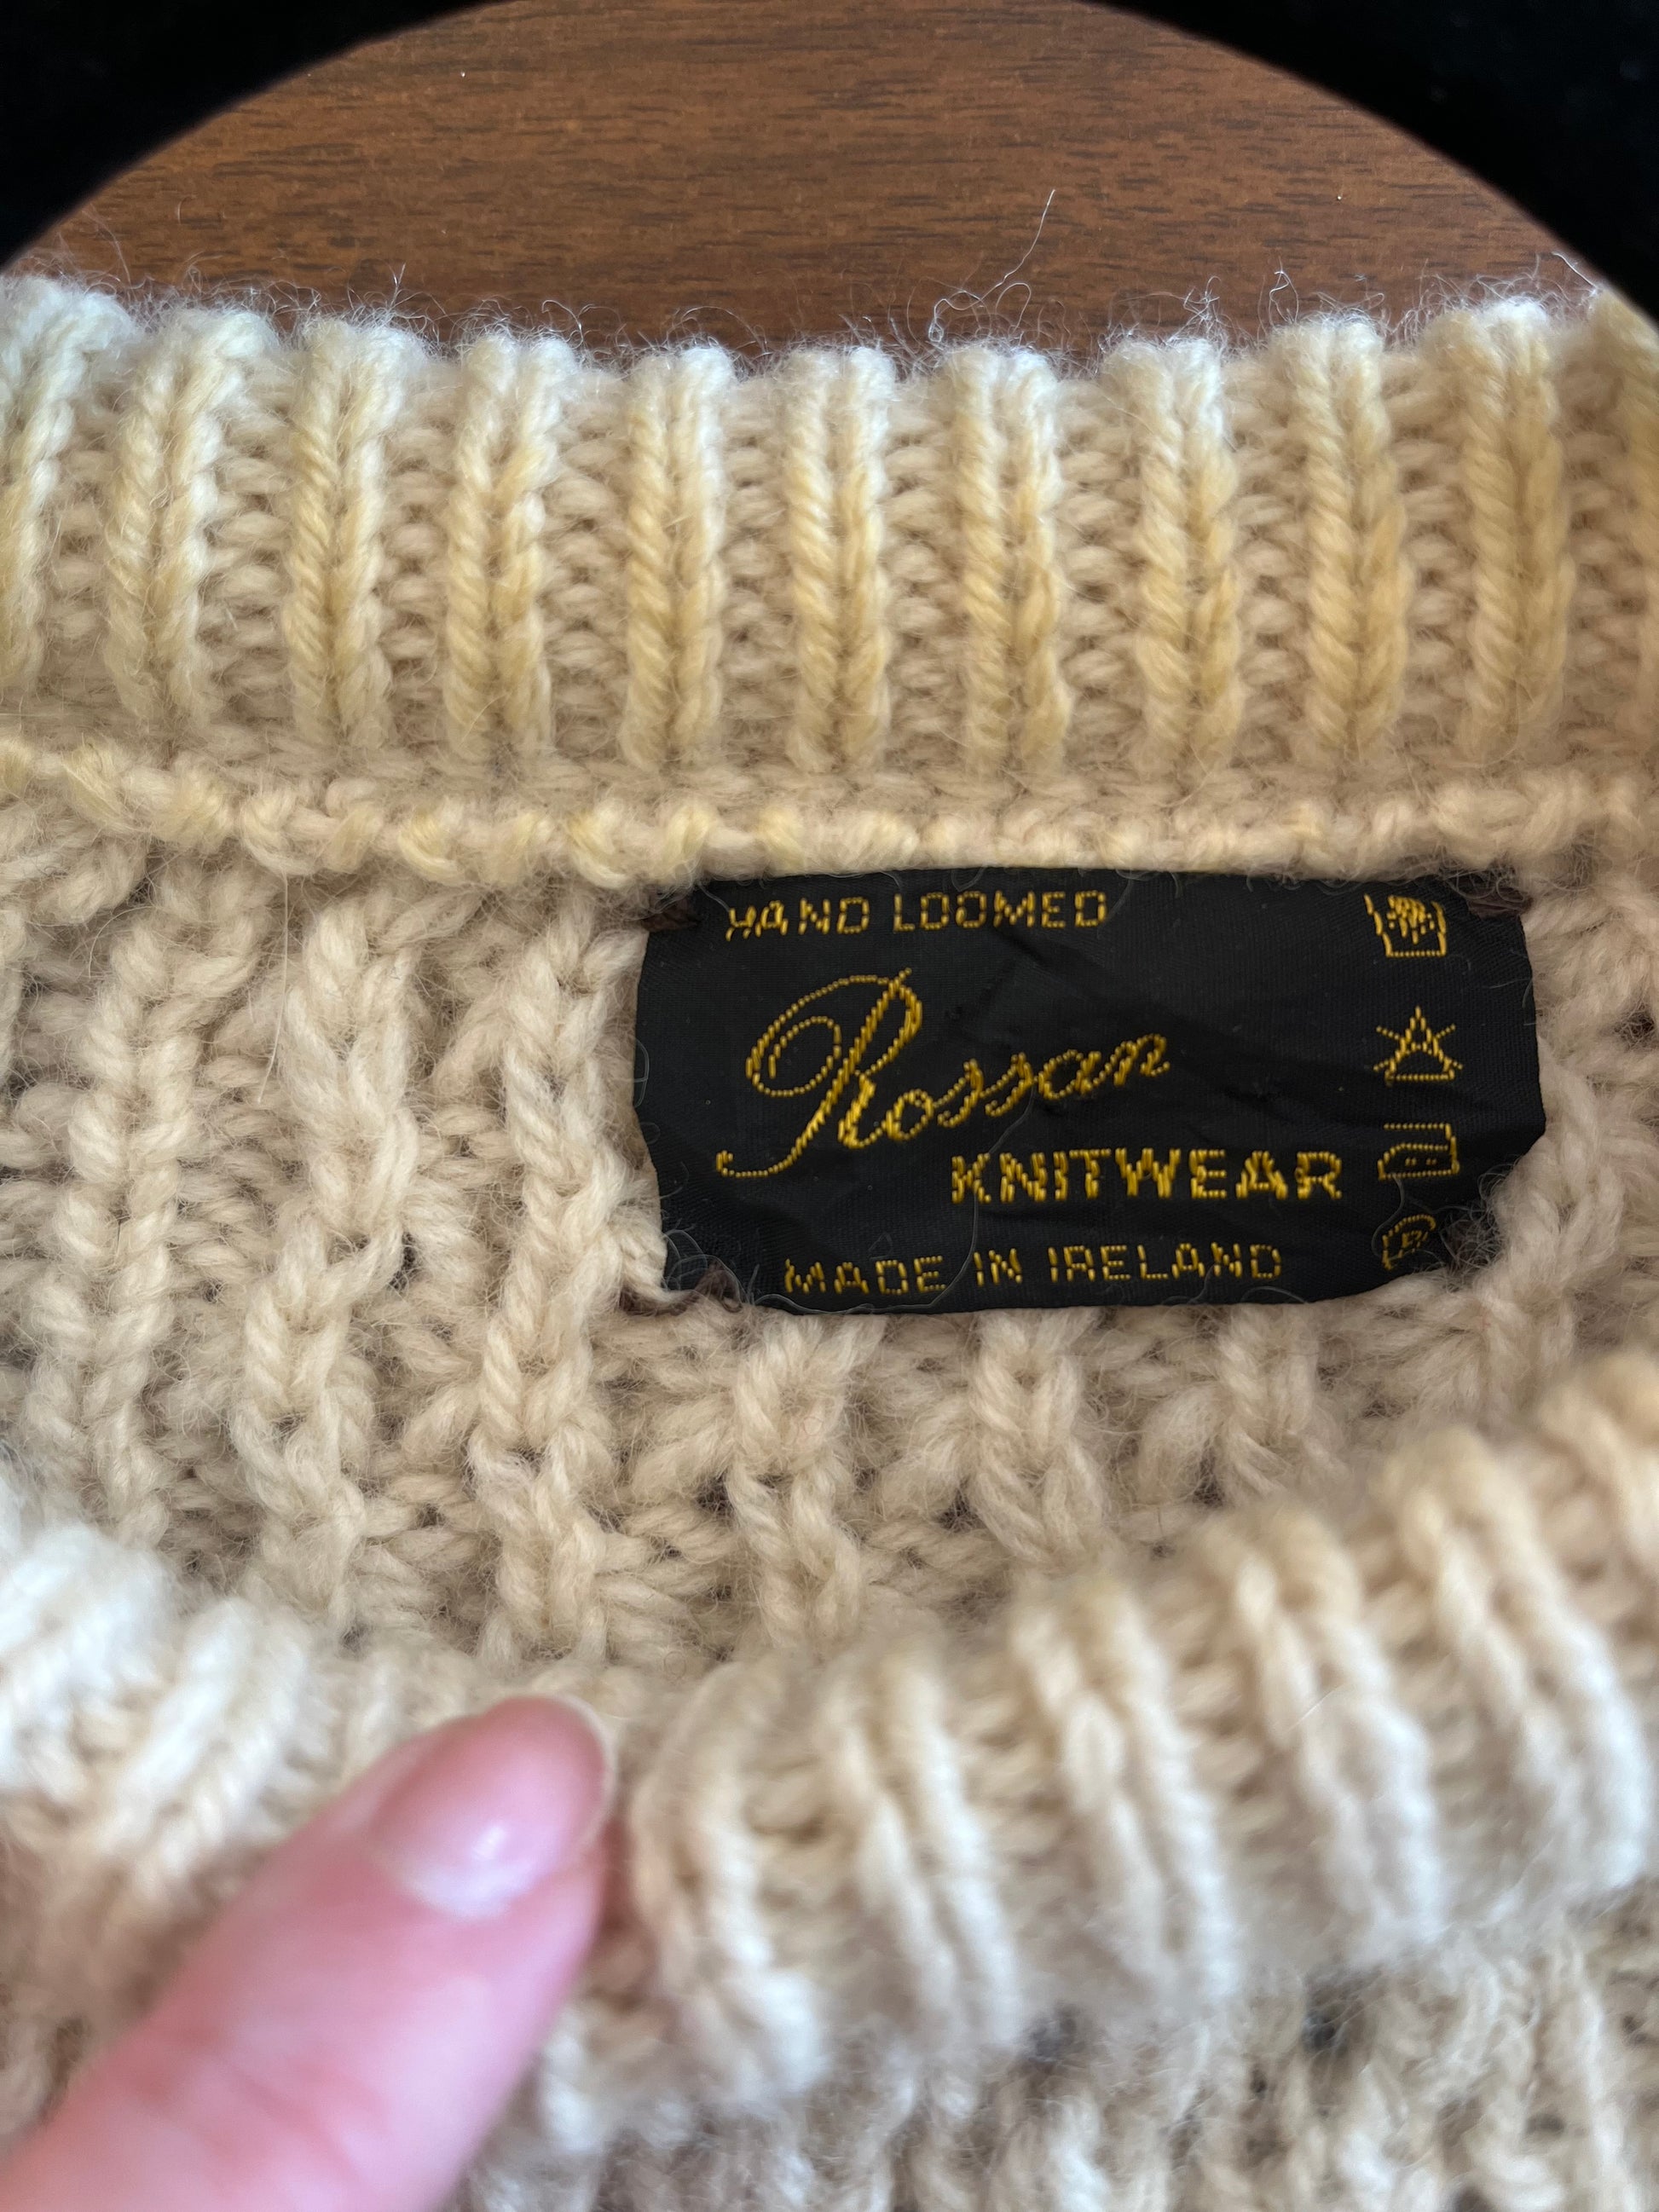 HAND LOOMED
Rossan
KNITWEAR
MADE IN IRELAND